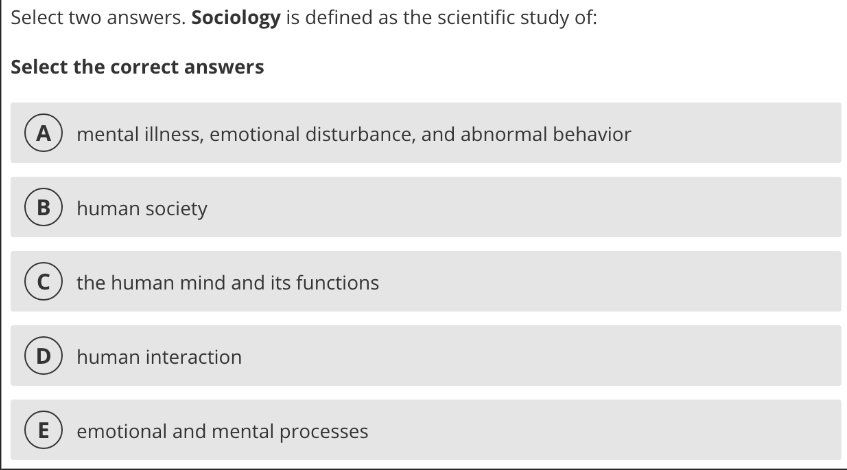 Select two answers. Sociology is defined as the scientific study of:
Select the correct answers
A mental illness, emotional disturbance, and abnormal behavior
B human society
C the human mind and its functions
D human interaction
E emotional and mental processes